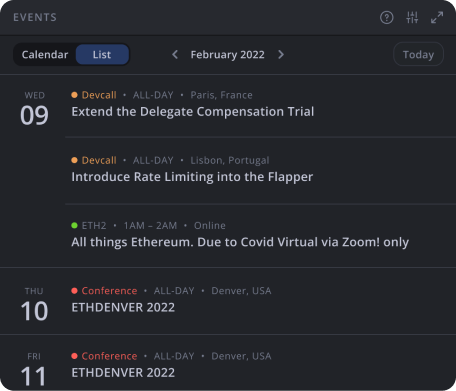 EVENTS
Calendar List
February 2022
Today
WED
09
Devcall • ALL-DAY • Paris, France
Extend the Delegate Compensation Trial
Devcall • ALL-DAY • Lisbon, Portugal
Introduce Rate Limiting into the Flapper
ETH2 • 1AM – 2AM • Online
All things Ethereum. Due to Covid Virtual via Zoom! only
THU
10
Conference • ALL-DAY • Denver, USA
ETHDENVER 2022
FRI
11
Conference • ALL-DAY • Denver, USA
ETHDENVER 2022